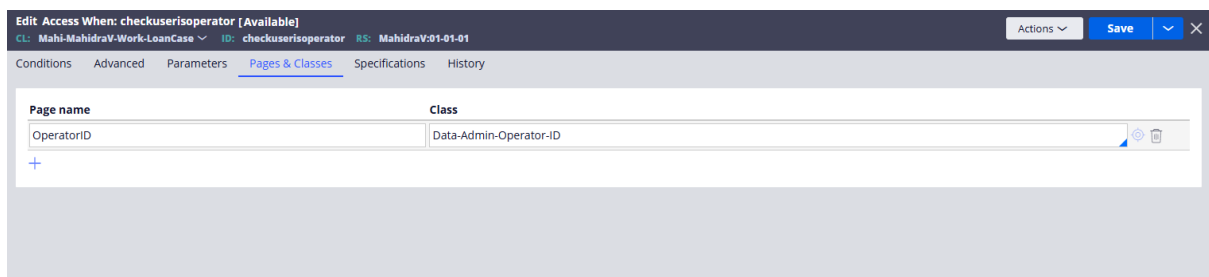 Edit Access When: checkuserisoperator [Available]
CL: Mahi-MahidraV-Work-LoanCase ID: checkuserisoperator RS: MahidraV:01-01-01
Actions Save
Conditions Advanced Parameters Pages & Classes Specifications History
Page name Class
OperatorID Data-Admin-Operator-ID